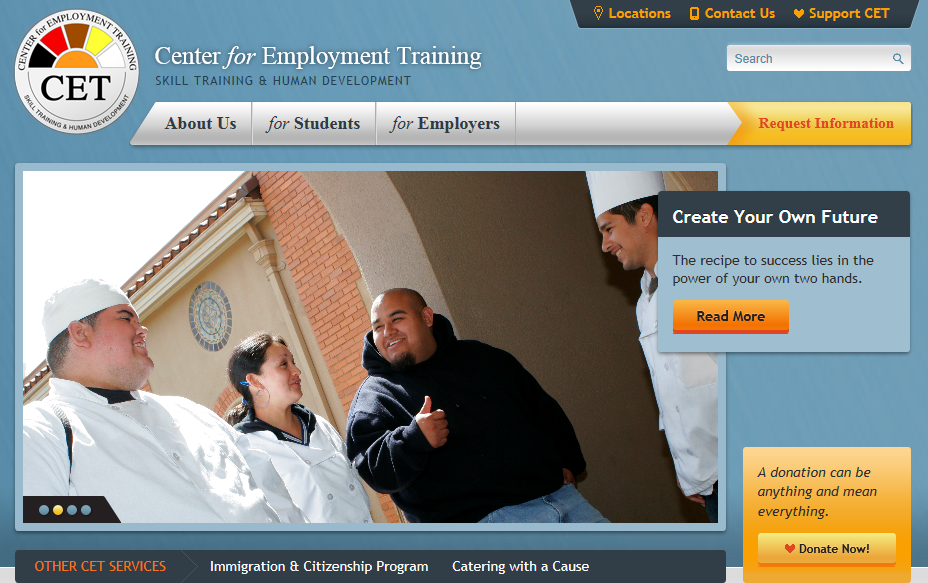 Locations
Contact Us
Support CET
CENTER for EMPLOYMENT TRAINING
CET
SKILL TRAINING & HUMAN DEVELOPMENT
Center for Employment Training
SKILL TRAINING & HUMAN DEVELOPMENT
Search
About Us
for Students
for Employers
Request Information
Create Your Own Future
The recipe to success lies in the
power of your own two hands.
Read More
A donation can be
anything and mean
everything.
Donate Now!
OTHER CET SERVICES
Immigration & Citizenship Program
Catering with a Cause